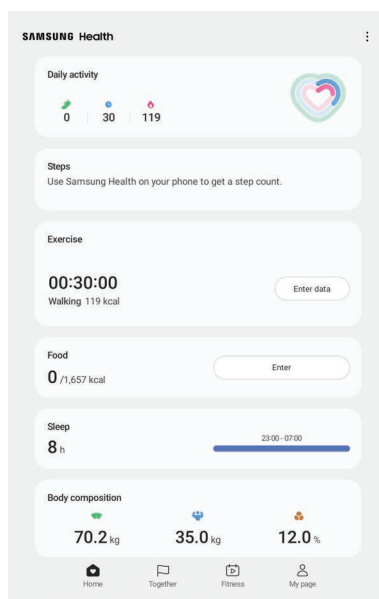 SAMSUNG Health
Daily activity
0 30 119
Steps
Use Samsung Health on your phone to get a step count.
Exercise
00:30:00
Walking 119 kcal
Enter data
Food
0 /1,657 kcal
Enter
Sleep
8 h
23:00 - 07:00
Body composition
70.2 kg 35.0 kg 12.0 %
Home Together Fitness My page